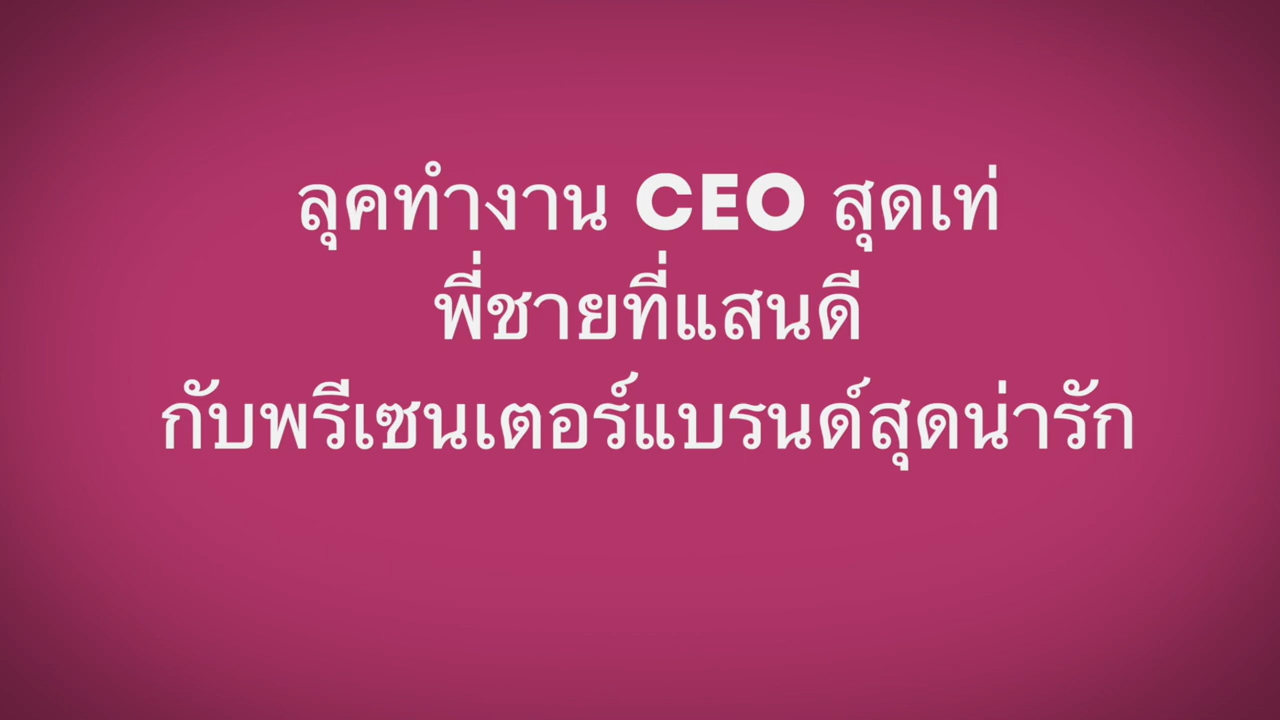 ลุคทำงาน CEO สุดเท่
พี่ชายที่แสนดี
กับพรีเซนเตอร์แบรนด์สุดน่ารัก